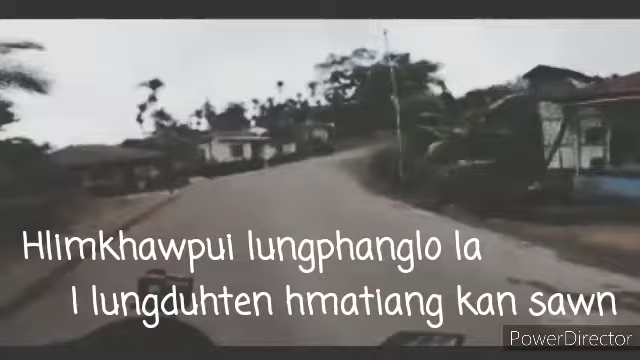 Hlimkhawpui lungphanglo la
I lungduhten hmatiang kan sawn
PowerDirector